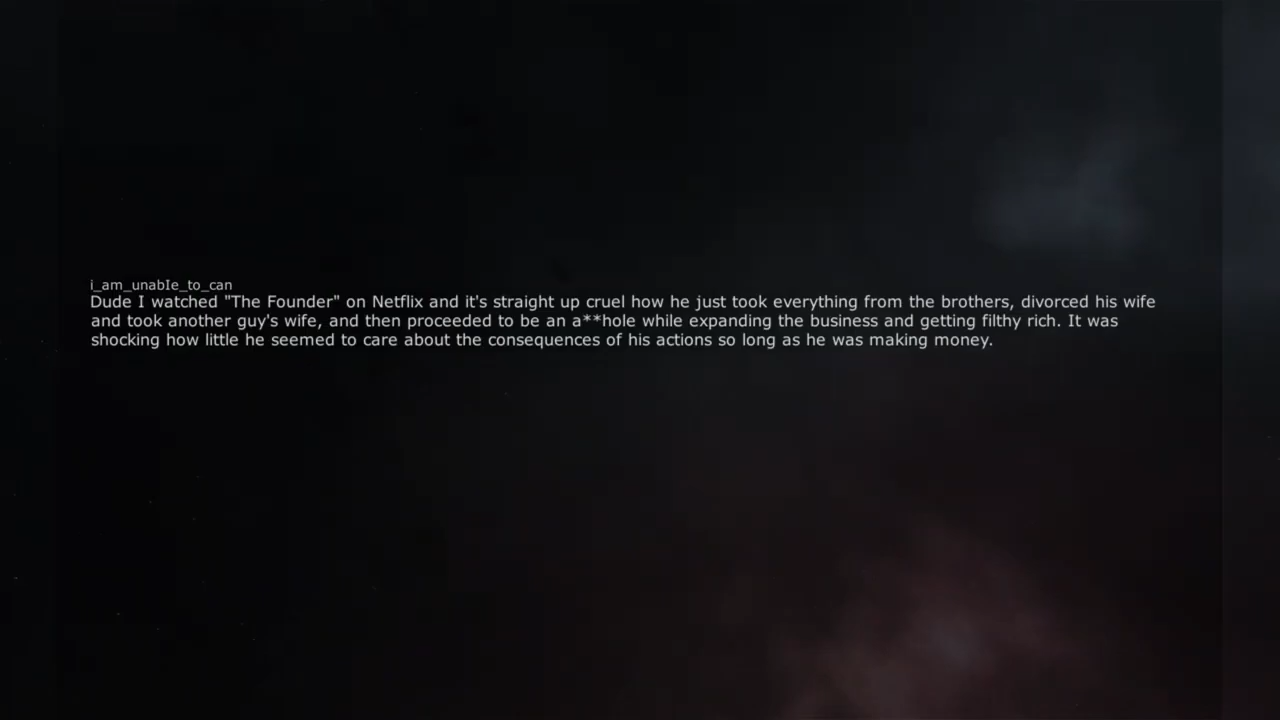 i_am_unabIe_to_can
Dude I watched "The Founder" on Netflix and it's straight up cruel how he just took everything from the brothers, divorced his wife
and took another guy's wife, and then proceeded to be an a**hole while expanding the business and getting filthy rich. It was
shocking how little he seemed to care about the consequences of his actions so long as he was making money.